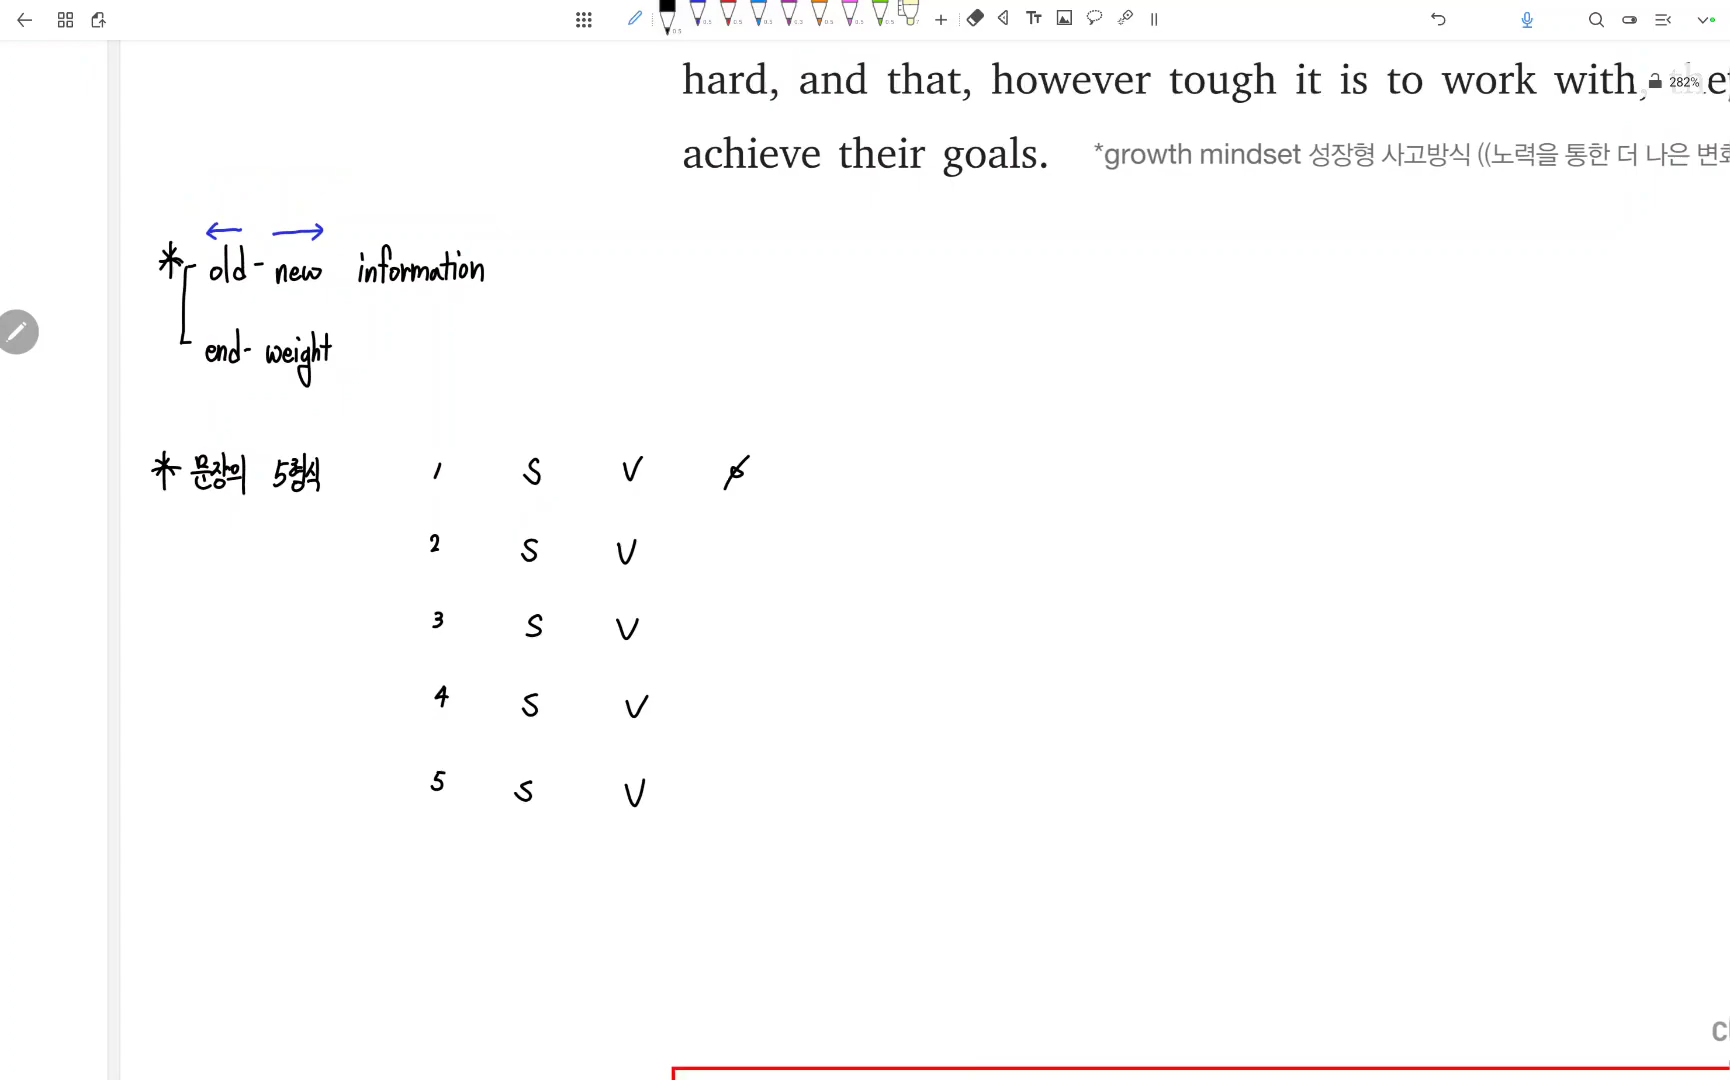 hard, and that, however tough it is to work with,
282%
achieve their goals. *growth mindset 성장형 사고방식 ((노력을 통한 더 나은
* old - new information
end - weight
* 문장의 5형식 1 S V ∅
2 S V
3 S V
4 S V
5 S V